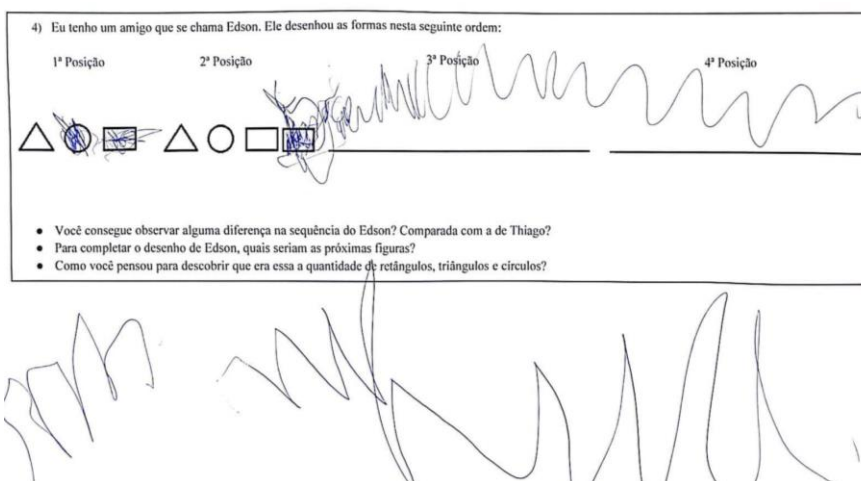 4) Eu tenho um amigo que se chama Edson. Ele desenhou as formas nesta seguinte ordem:
1ª Posição 2ª Posição 3ª Posição 4ª Posição
• Você consegue observar alguma diferença na sequência do Edson? Comparada com a de Thiago?
• Para completar o desenho de Edson, quais seriam as próximas figuras?
• Como você pensou para descobrir que era essa a quantidade de retângulos, triângulos e círculos?